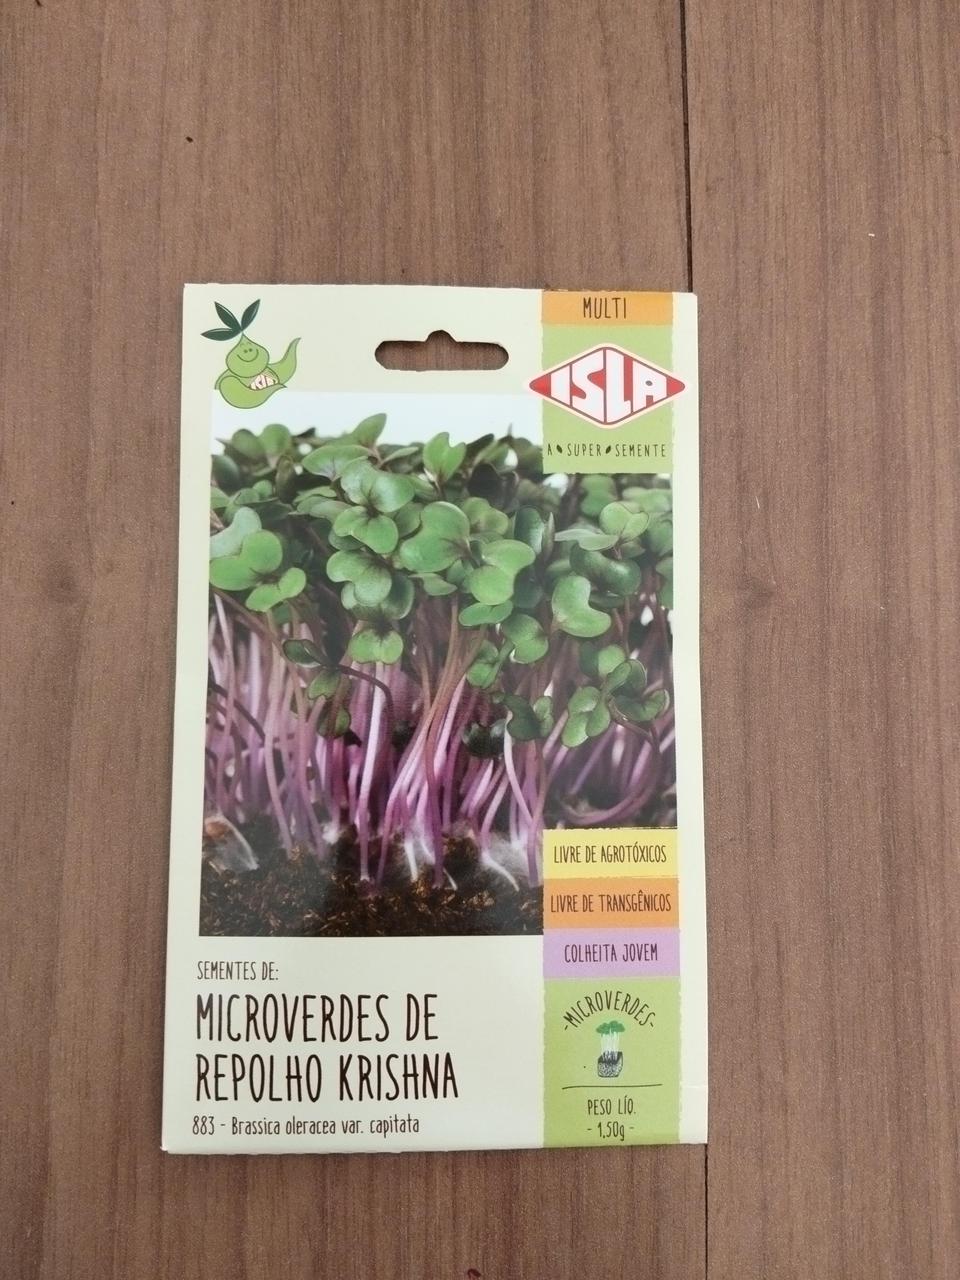 MULTI
ISLA
A SUPER SEMENTE
LIVRE DE AGROTÓXICOS
LIVRE DE TRANSGÊNICOS
COLHEITA JOVEM
-MICROVERDES-
PESO LÍQ.
- 1,50g -
SEMENTES DE:
MICROVERDES DE
REPOLHO KRISHNA
883 - Brassica oleracea var. capitata